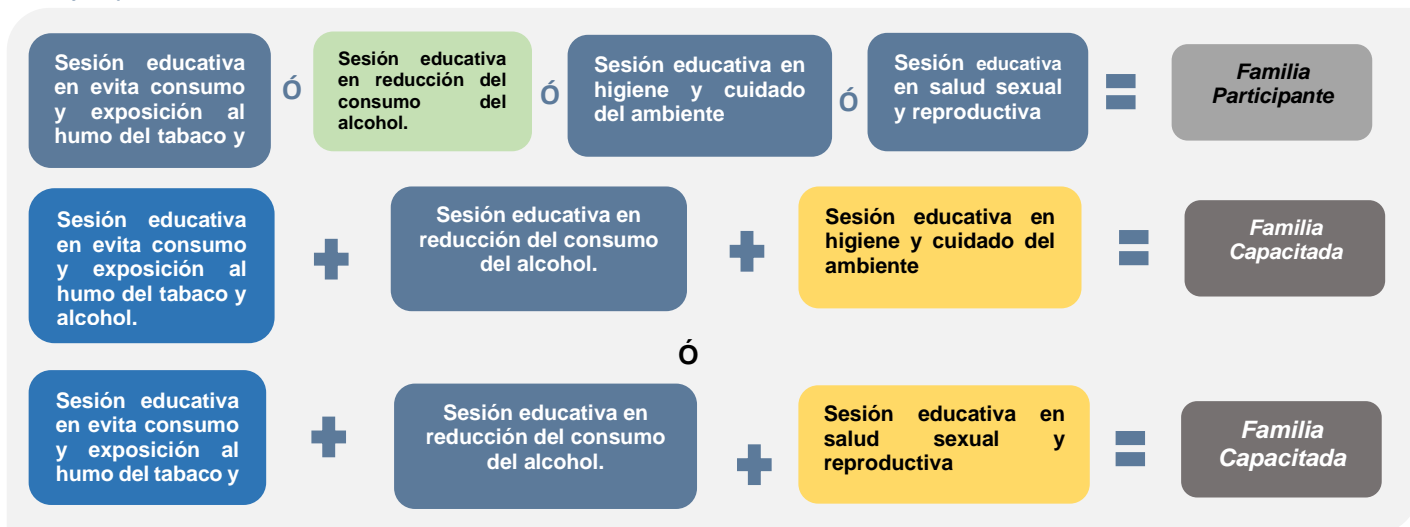 Sesión educativa
en evita consumo
y exposición al
humo del tabaco y
Ó
Sesión educativa
en reducción del
consumo del
alcohol.
Ó
Sesión educativa en
higiene y cuidado
del ambiente
Ó
Sesión educativa
en salud sexual
y reproductiva
=
Familia
Participante
Sesión educativa
en evita consumo
y exposición al
humo del tabaco y
alcohol.
+
Sesión educativa en
reducción del consumo
del alcohol.
+
Sesión educativa en
higiene y cuidado del
ambiente
=
Familia
Capacitada
Ó
Sesión educativa
en evita consumo
y exposición al
humo del tabaco y
+
Sesión educativa en
reducción del consumo
del alcohol.
+
Sesión educativa en
salud sexual y
reproductiva
=
Familia
Capacitada